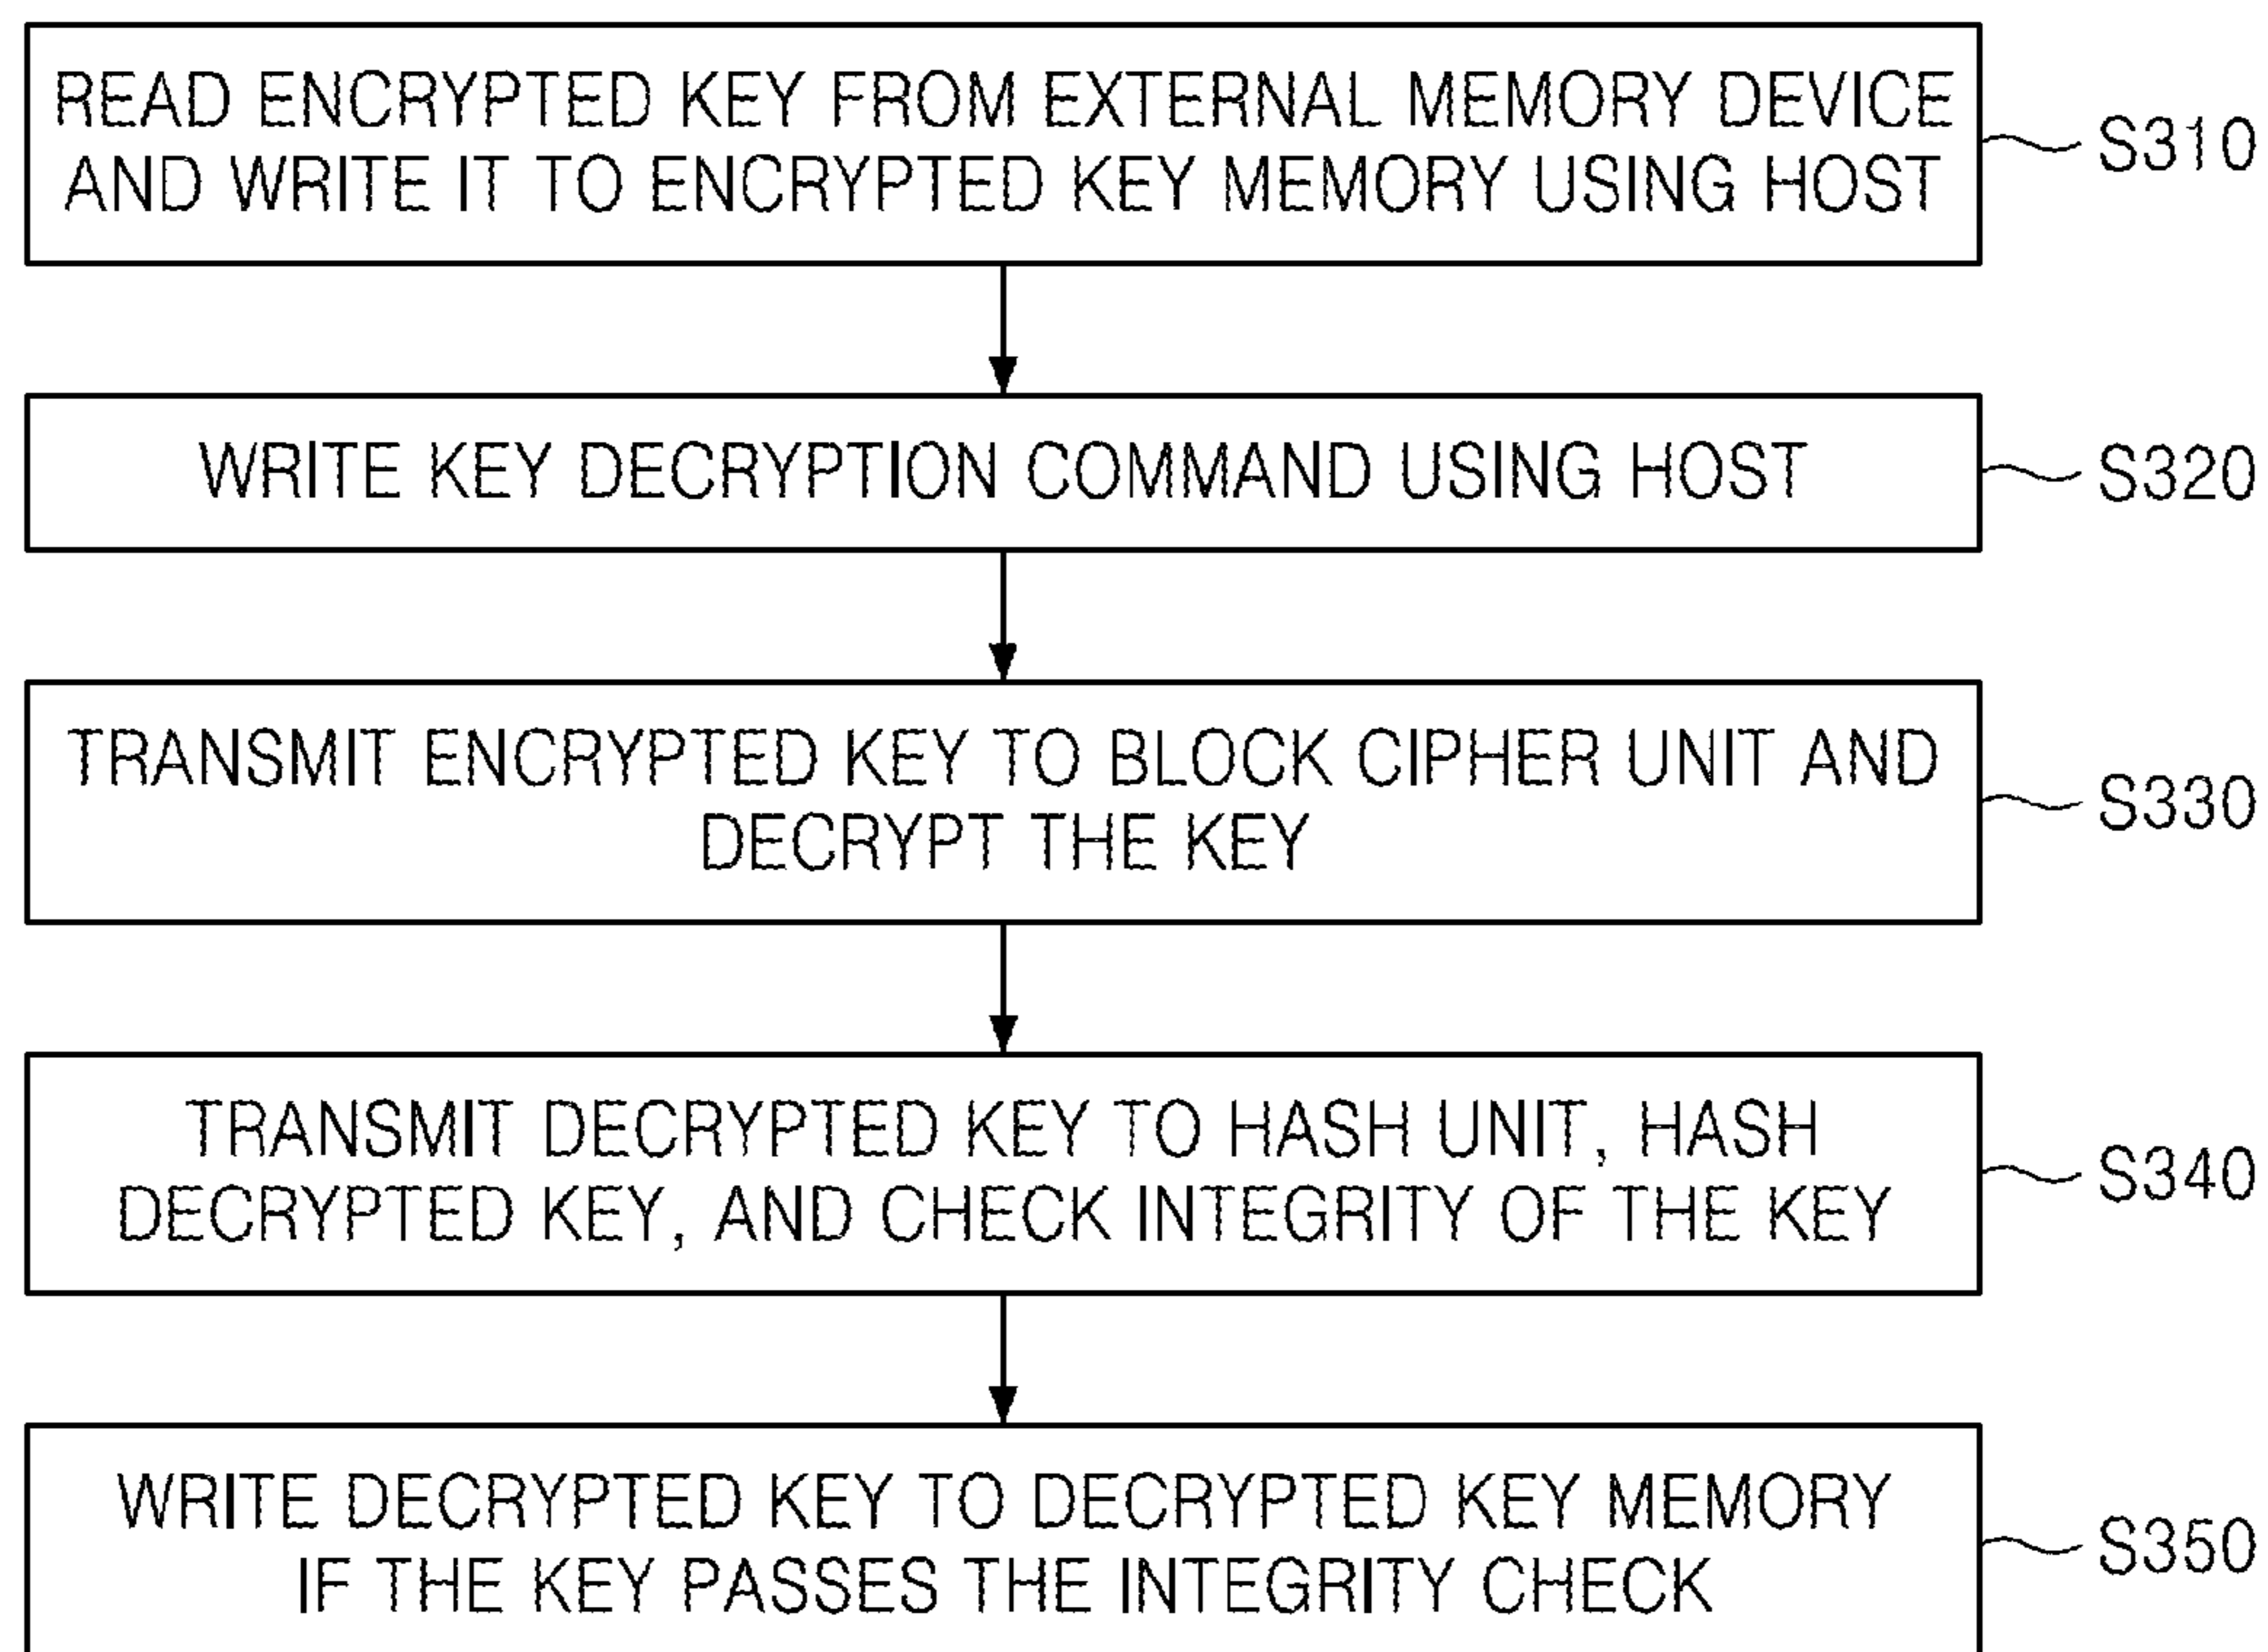 READ ENCRYPTED KEY FROM EXTERNAL MEMORY DEVICE
AND WRITE IT TO ENCRYPTED KEY MEMORY USING HOST
S310
WRITE KEY DECRYPTION COMMAND USING HOST
S320
TRANSMIT ENCRYPTED KEY TO BLOCK CIPHER UNIT AND
DECRYPT THE KEY
S330
TRANSMIT DECRYPTED KEY TO HASH UNIT, HASH
DECRYPTED KEY, AND CHECK INTEGRITY OF THE KEY
S340
WRITE DECRYPTED KEY TO DECRYPTED KEY MEMORY
IF THE KEY PASSES THE INTEGRITY CHECK
S350